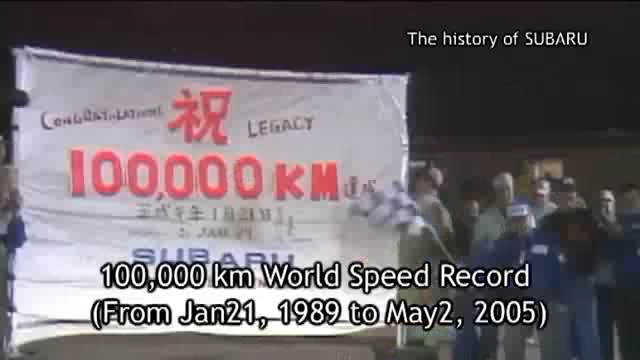 The history of SUBARU
CONGRATULATIONS 祝 LEGACY
100,000 KM 達成
SUBARU
100,000 km World Speed Record
(From Jan21, 1989 to May2, 2005)